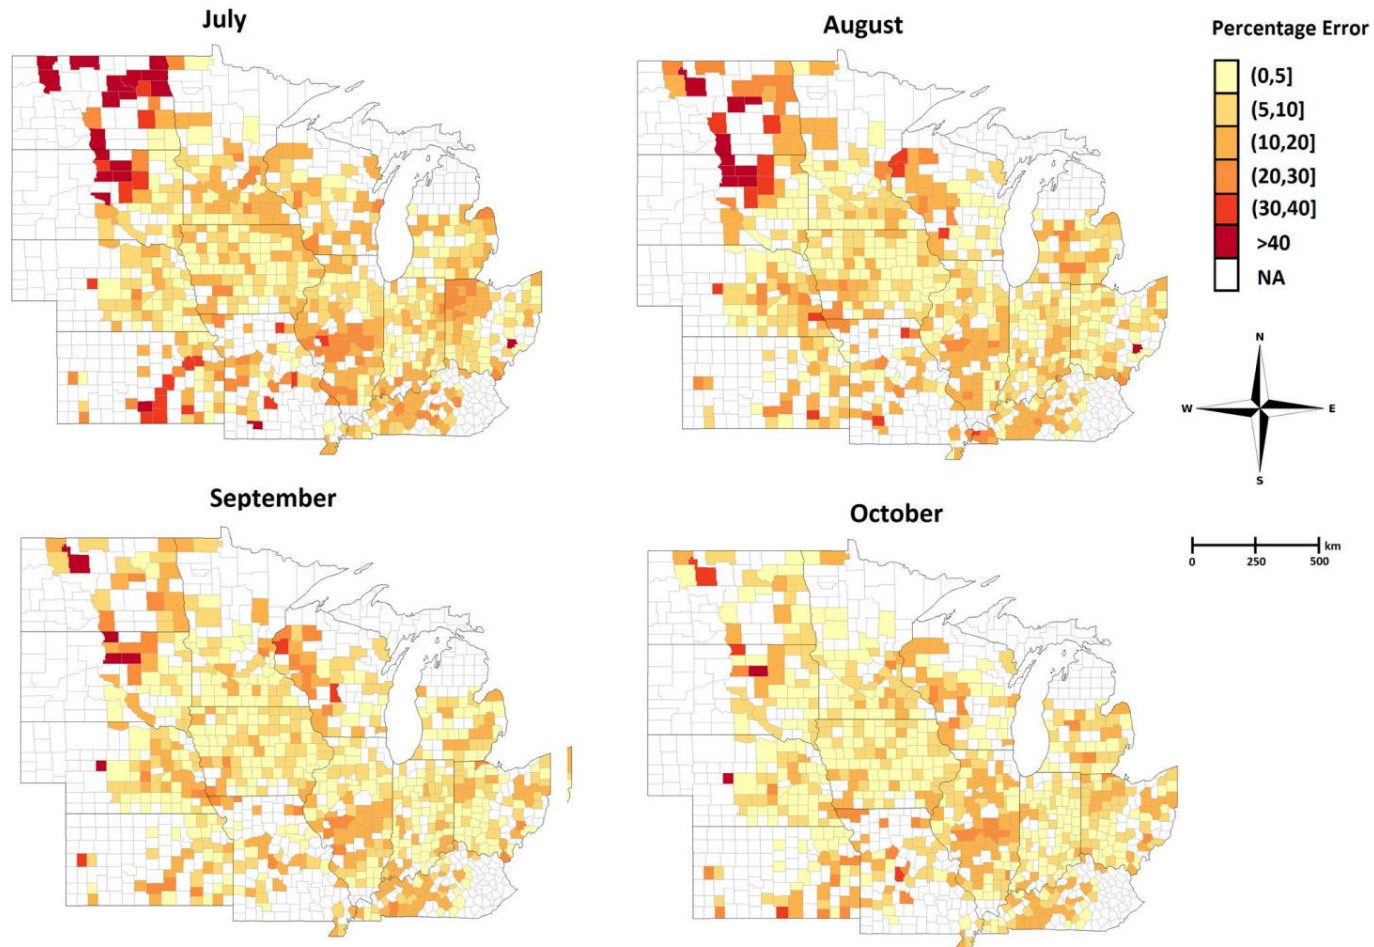 July
August
Percentage Error
(0,5]
(5,10]
(10,20]
(20,30]
(30,40]
>40
NA
N
W
E
S
September
October
km
0
250
500